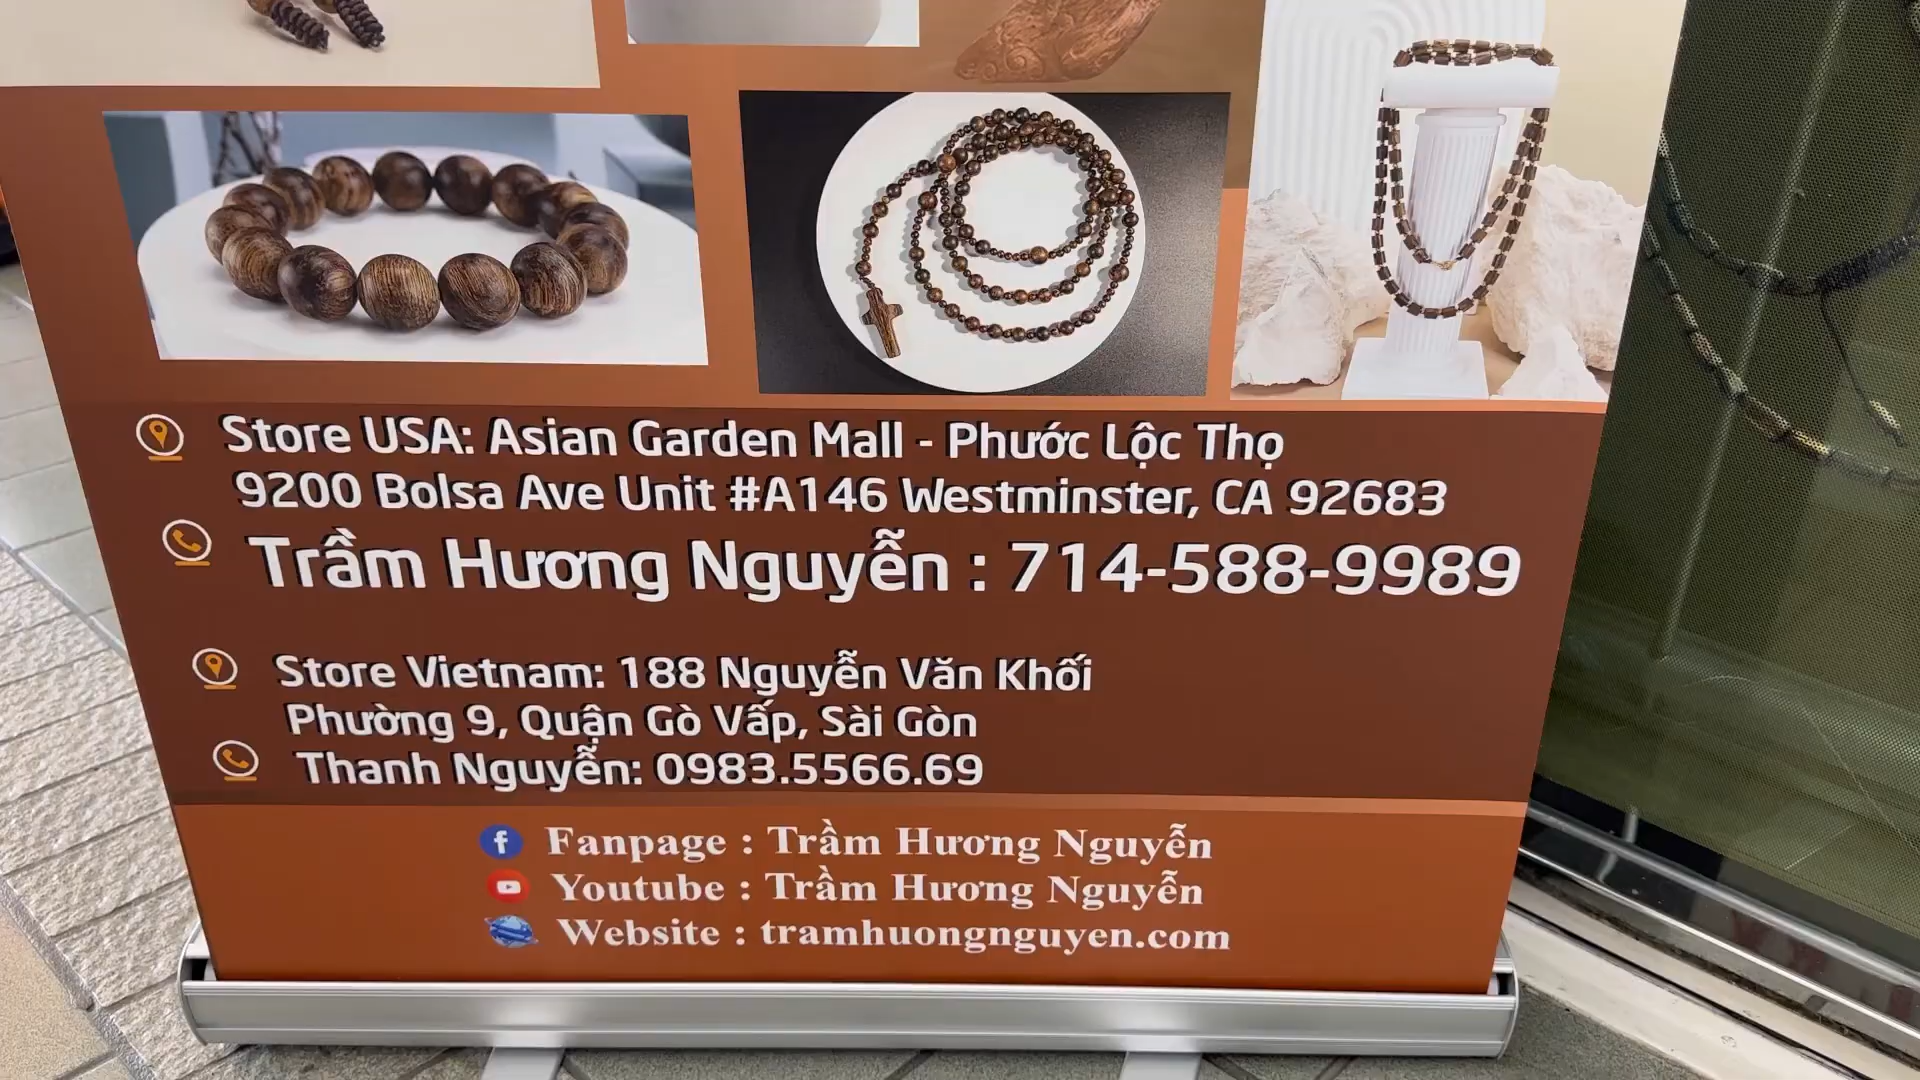 Store USA: Asian Garden Mall - Phước Lộc Thọ
9200 Bolsa Ave Unit #A146 Westminster, CA 92683
Trầm Hương Nguyễn : 714-588-9989
Store Vietnam: 188 Nguyễn Văn Khối
Phường 9, Quận Gò Vấp, Sài Gòn
Thanh Nguyễn: 0983.5566.69
Fanpage : Trầm Hương Nguyễn
Youtube : Trầm Hương Nguyễn
Website : tramhuongnguyen.com